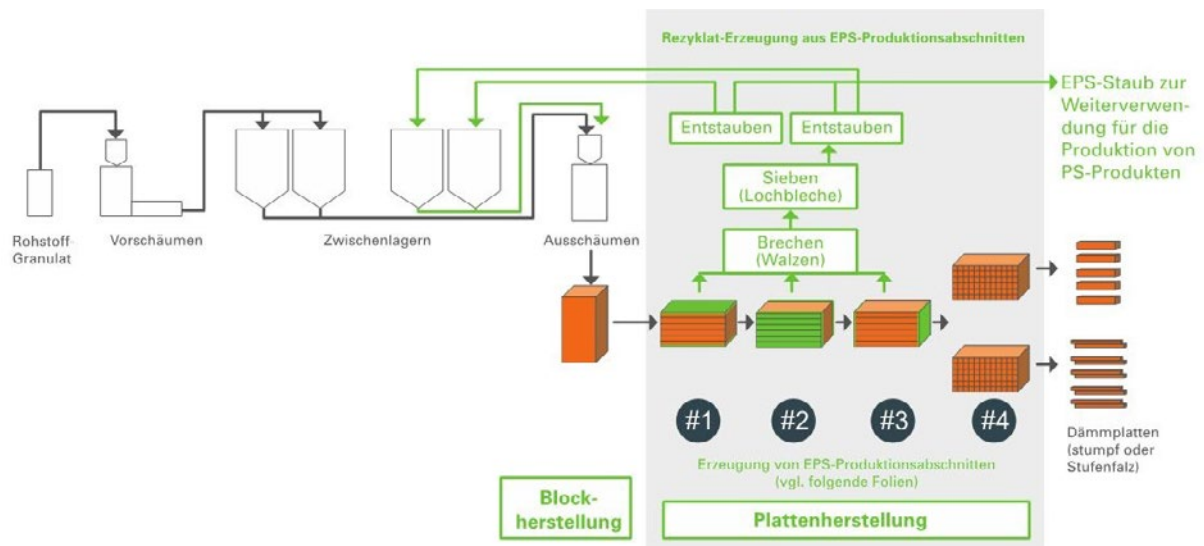 Rezyklat-Erzeugung aus EPS-Produktionsabschnitten
EPS-Staub zur
Weiterverwen-
dung für die
Produktion von
PS-Produkten
Entstauben
Entstauben
Sieben
(Lochbleche)
Brechen
(Walzen)
Rohstoff-
Granulat
Vorschäumen
Zwischenlagern
Ausschäumen
#1
#2
#3
#4
Dämmplatten
(stumpf oder
Stufenfalz)
Erzeugung von EPS-Produktionsabschnitten
(vgl. folgende Folien)
Block-
herstellung
Plattenherstellung